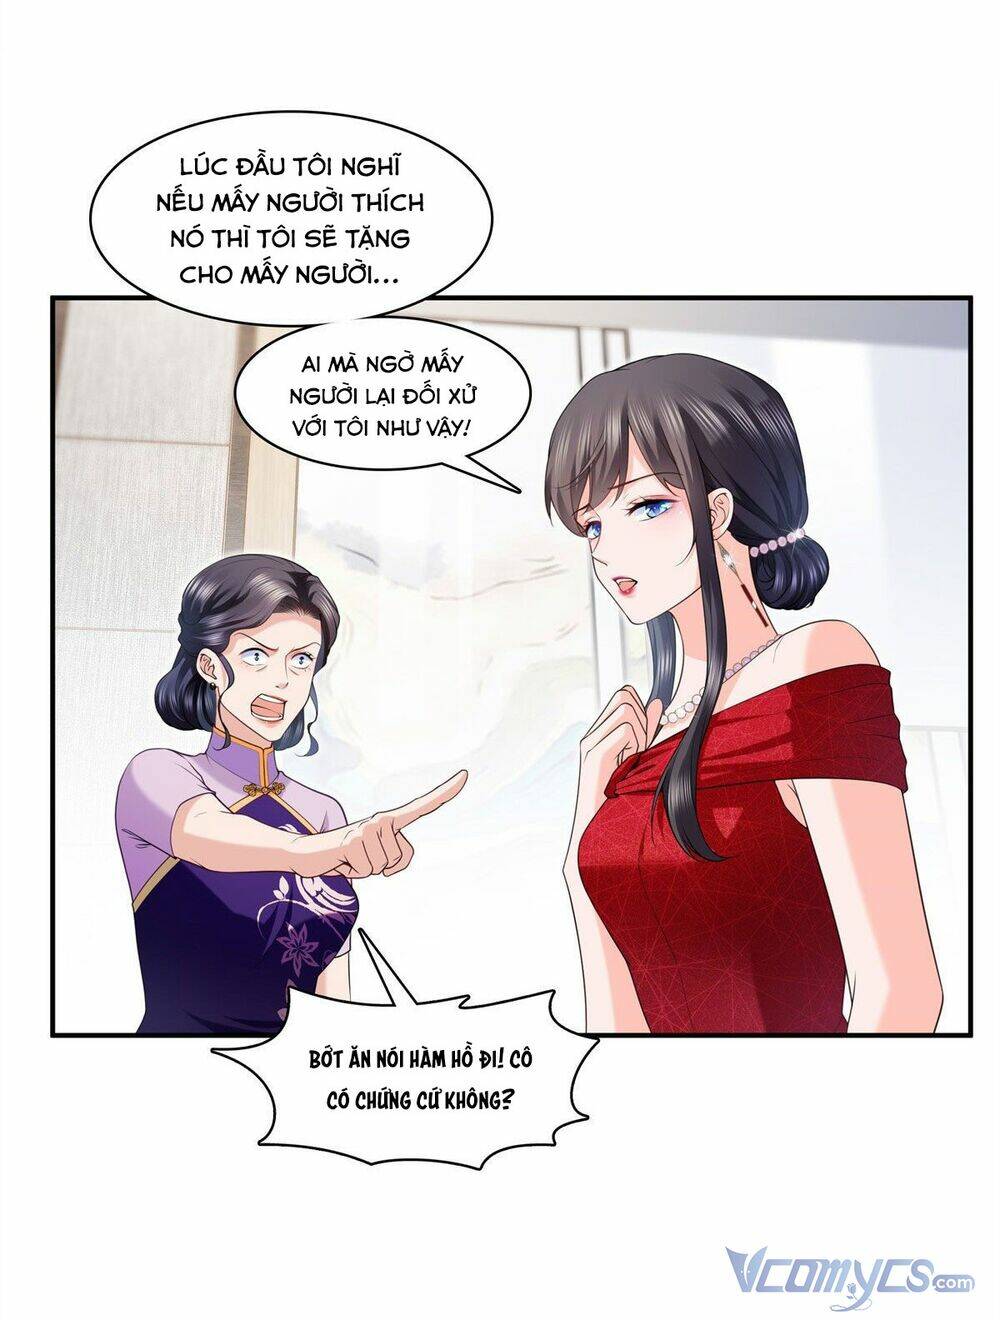 LÚC ĐẦU TÔI NGHĨ
NẾU MẤY NGƯỜI THÍCH
NÓ THÌ TÔI SẼ TẶNG
CHO MẤY NGƯỜI...
AI MÀ NGỜ MẤY
NGƯỜI LẠI ĐỐI XỬ
VỚI TÔI NHƯ VẬY!
BỚT ĂN NÓI HÀM HỒ ĐI! CÔ
CÓ CHỨNG CỨ KHÔNG?
VCOMYCS.com